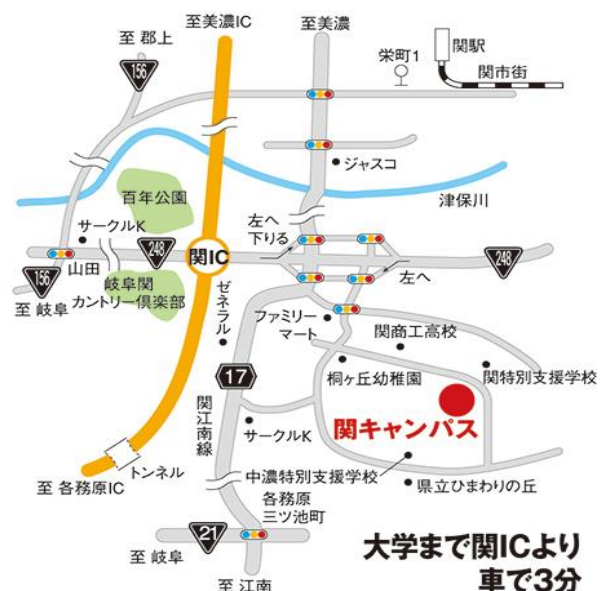 至美濃IC
至美濃
関駅
至 郡上
156
栄町1
関市街
ジャスコ
百年公園
津保川
サークルK
左へ
下りる
248
関IC
248
山田
左へ
156
岐阜関
カントリー倶楽部
至 岐阜
ゼネラル
ファミリー
マート
関商工高校
17
桐ヶ丘幼稚園
関特別支援学校
関江南線
サークルK
関キャンパス
トンネル
中濃特別支援学校
至 各務原IC
県立ひまわりの丘
各務原
三ツ池町
21
至 岐阜
至 江南
大学まで関ICより
車で3分